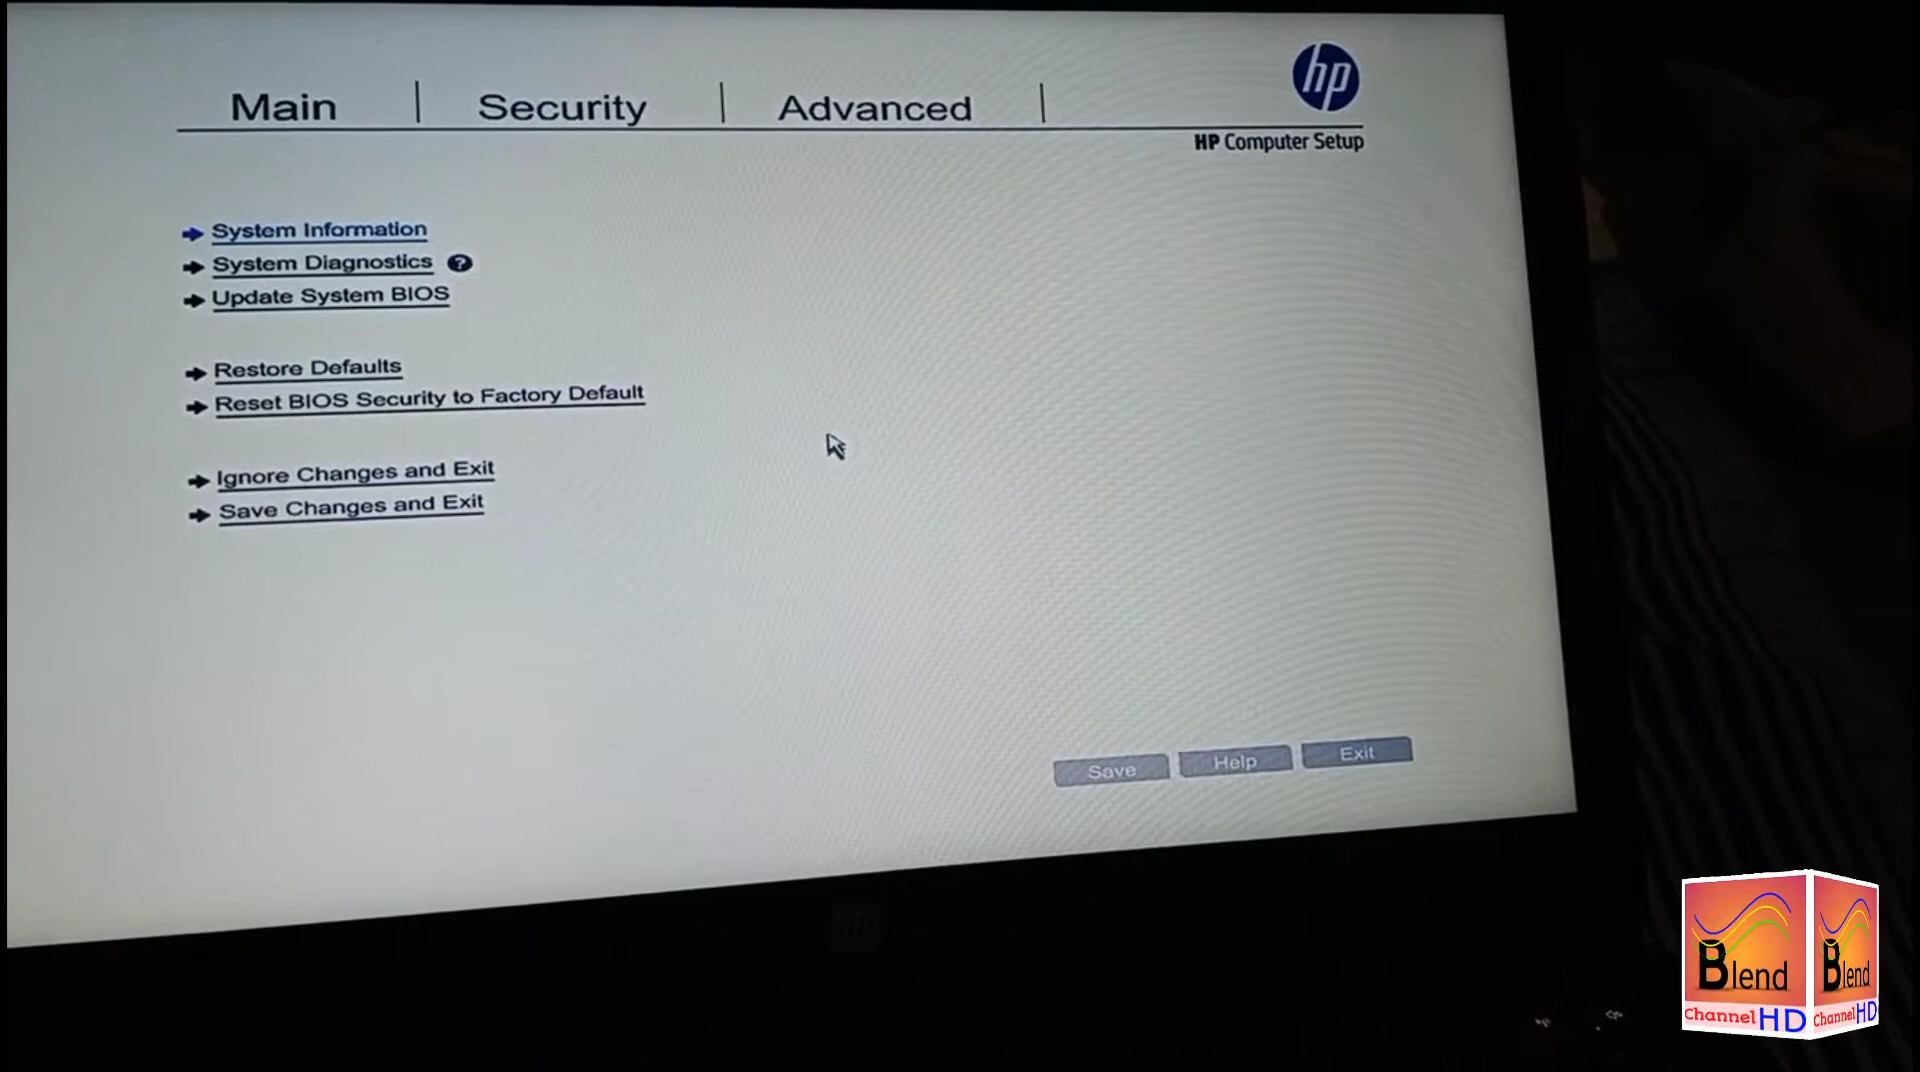 hp
Main | Security | Advanced |
HP Computer Setup
System Information
System Diagnostics ?
Update System BIOS
Restore Defaults
Reset BIOS Security to Factory Default
Ignore Changes and Exit
Save Changes and Exit
Save Help Exit
Blend Blend
Channel HD Channel HD